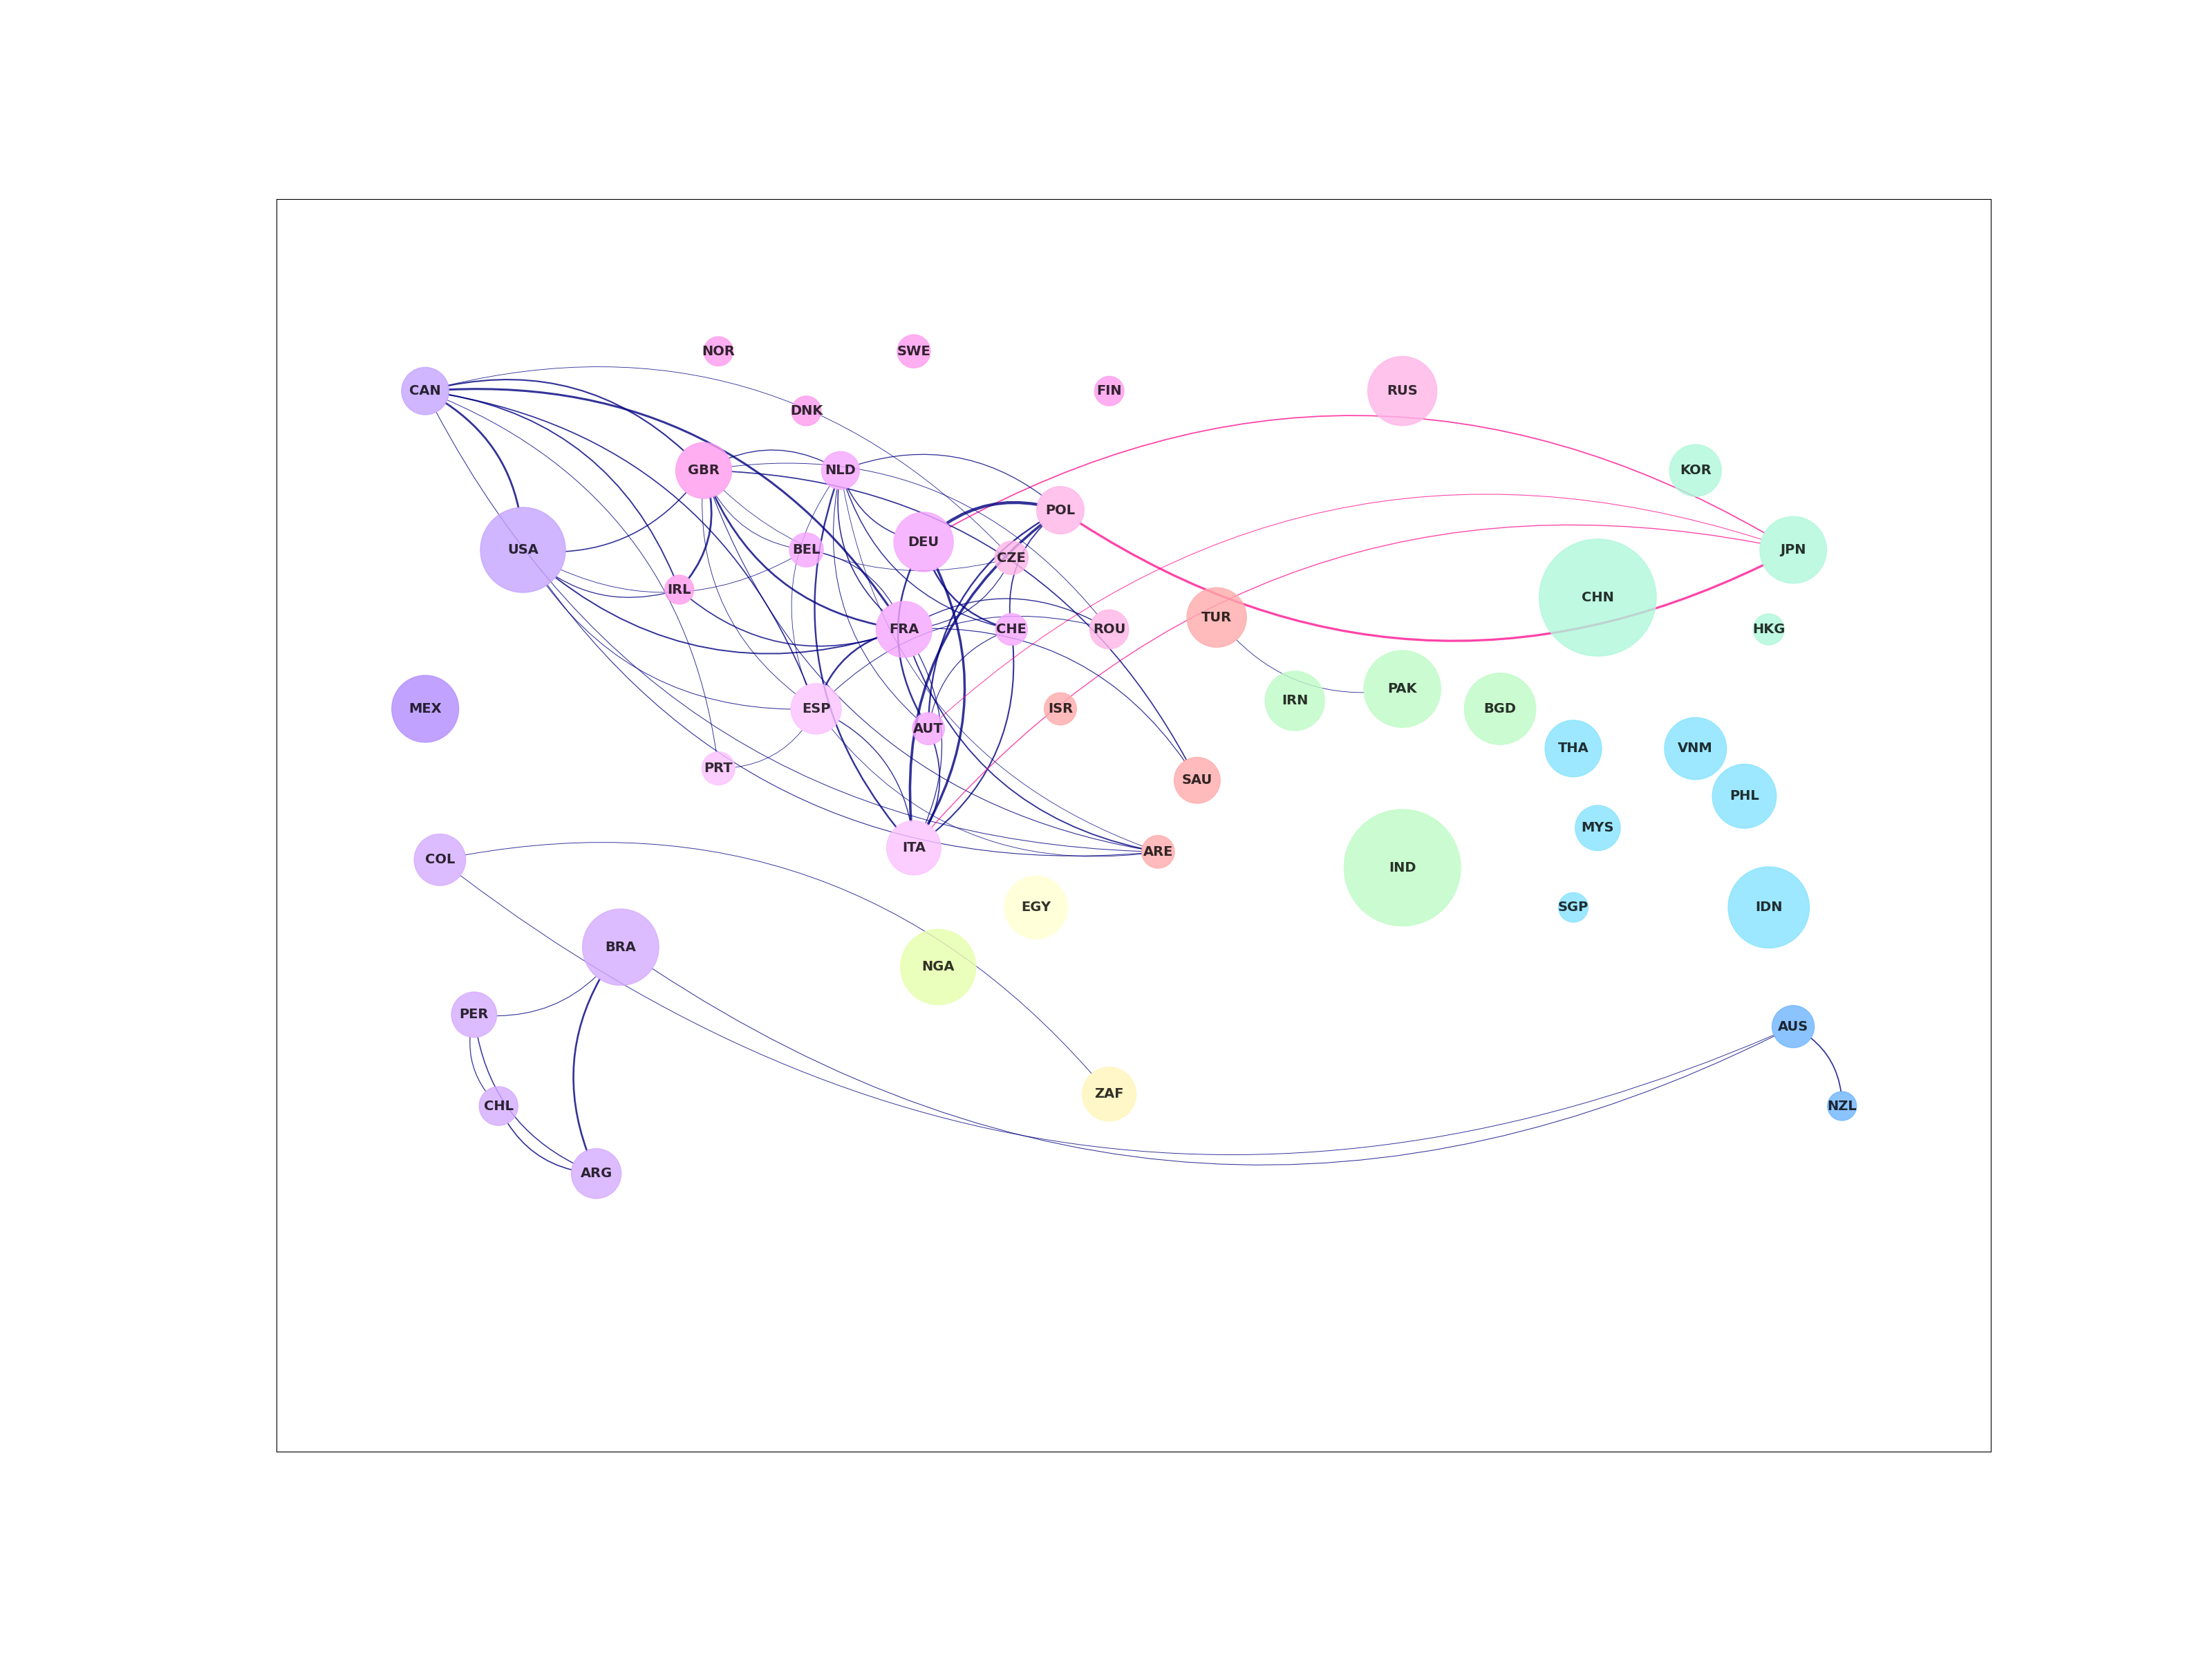 NOR
SWE
CAN
FIN
RUS
DNK
GBR
NLD
KOR
POL
USA
BEL
DEU
CZE
JPN
IRL
CHN
TUR
FRA
CHE
ROU
HKG
PAK
IRN
MEX
ESP
ISR
BGD
AUT
THA
VNM
PRT
SAU
PHL
MYS
ITA
ARE
COL
IND
EGY
SGP
IDN
BRA
NGA
PER
AUS
ZAF
CHL
NZL
ARG